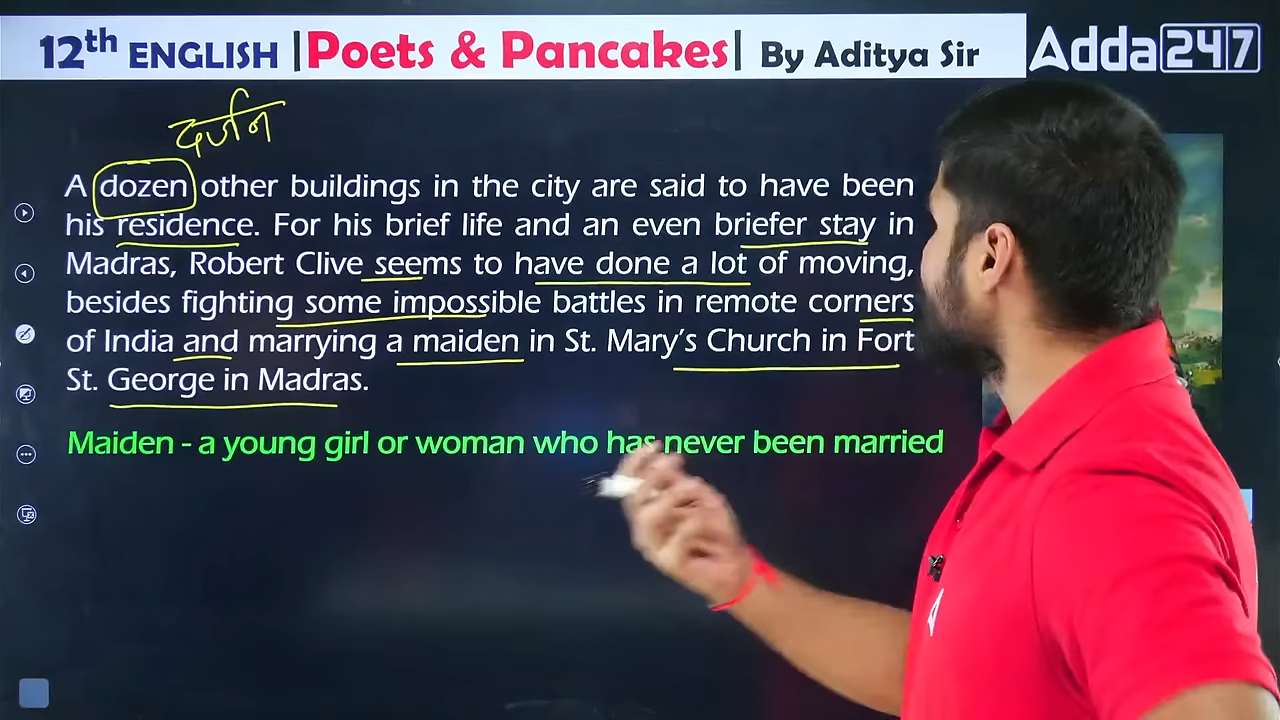 12th ENGLISH |Poets & Pancakes| By Aditya Sir
Adda247
दर्जन
A dozen other buildings in the city are said to have been
his residence. For his brief life and an even briefer stay in
Madras, Robert Clive seems to have done a lot of moving,
besides fighting some impossible battles in remote corners
of India and marrying a maiden in St. Mary's Church in Fort
St. George in Madras.
Maiden - a young girl or woman who has never been married